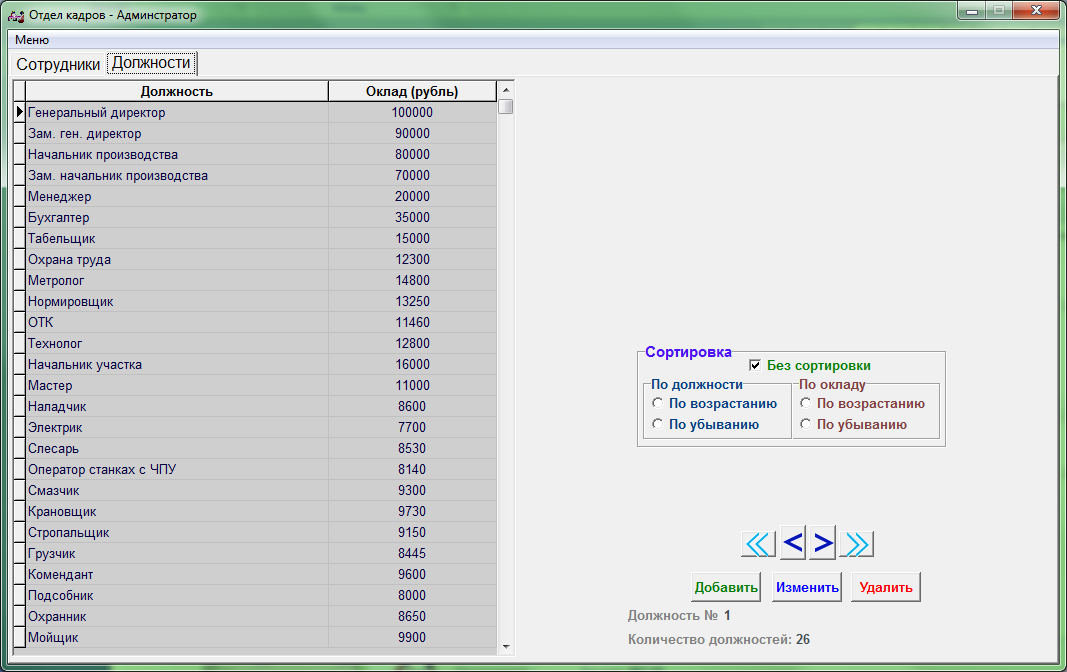 Отдел кадров - Админстратор
Меню
Сотрудники Должности
Должность Оклад (рубль)
Генеральный директор 100000
Зам. ген. директор 90000
Начальник производства 80000
Зам. начальник производства 70000
Менеджер 20000
Бухгалтер 35000
Табельщик 15000
Охрана труда 12300
Метролог 14800
Нормировщик 13250
ОТК 11460
Технолог 12800
Начальник участка 16000
Мастер 11000
Наладчик 8600
Электрик 7700
Слесарь 8530
Оператор станках с ЧПУ 8140
Смазчик 9300
Крановщик 9730
Стропальщик 9150
Грузчик 8445
Комендант 9600
Подсобник 8000
Охранник 8650
Мойщик 9900
Сортировка
Без сортировки
По должности По окладу
По возрастанию По возрастанию
По убыванию По убыванию
Добавить Изменить Удалить
Должность № 1
Количество должностей: 26